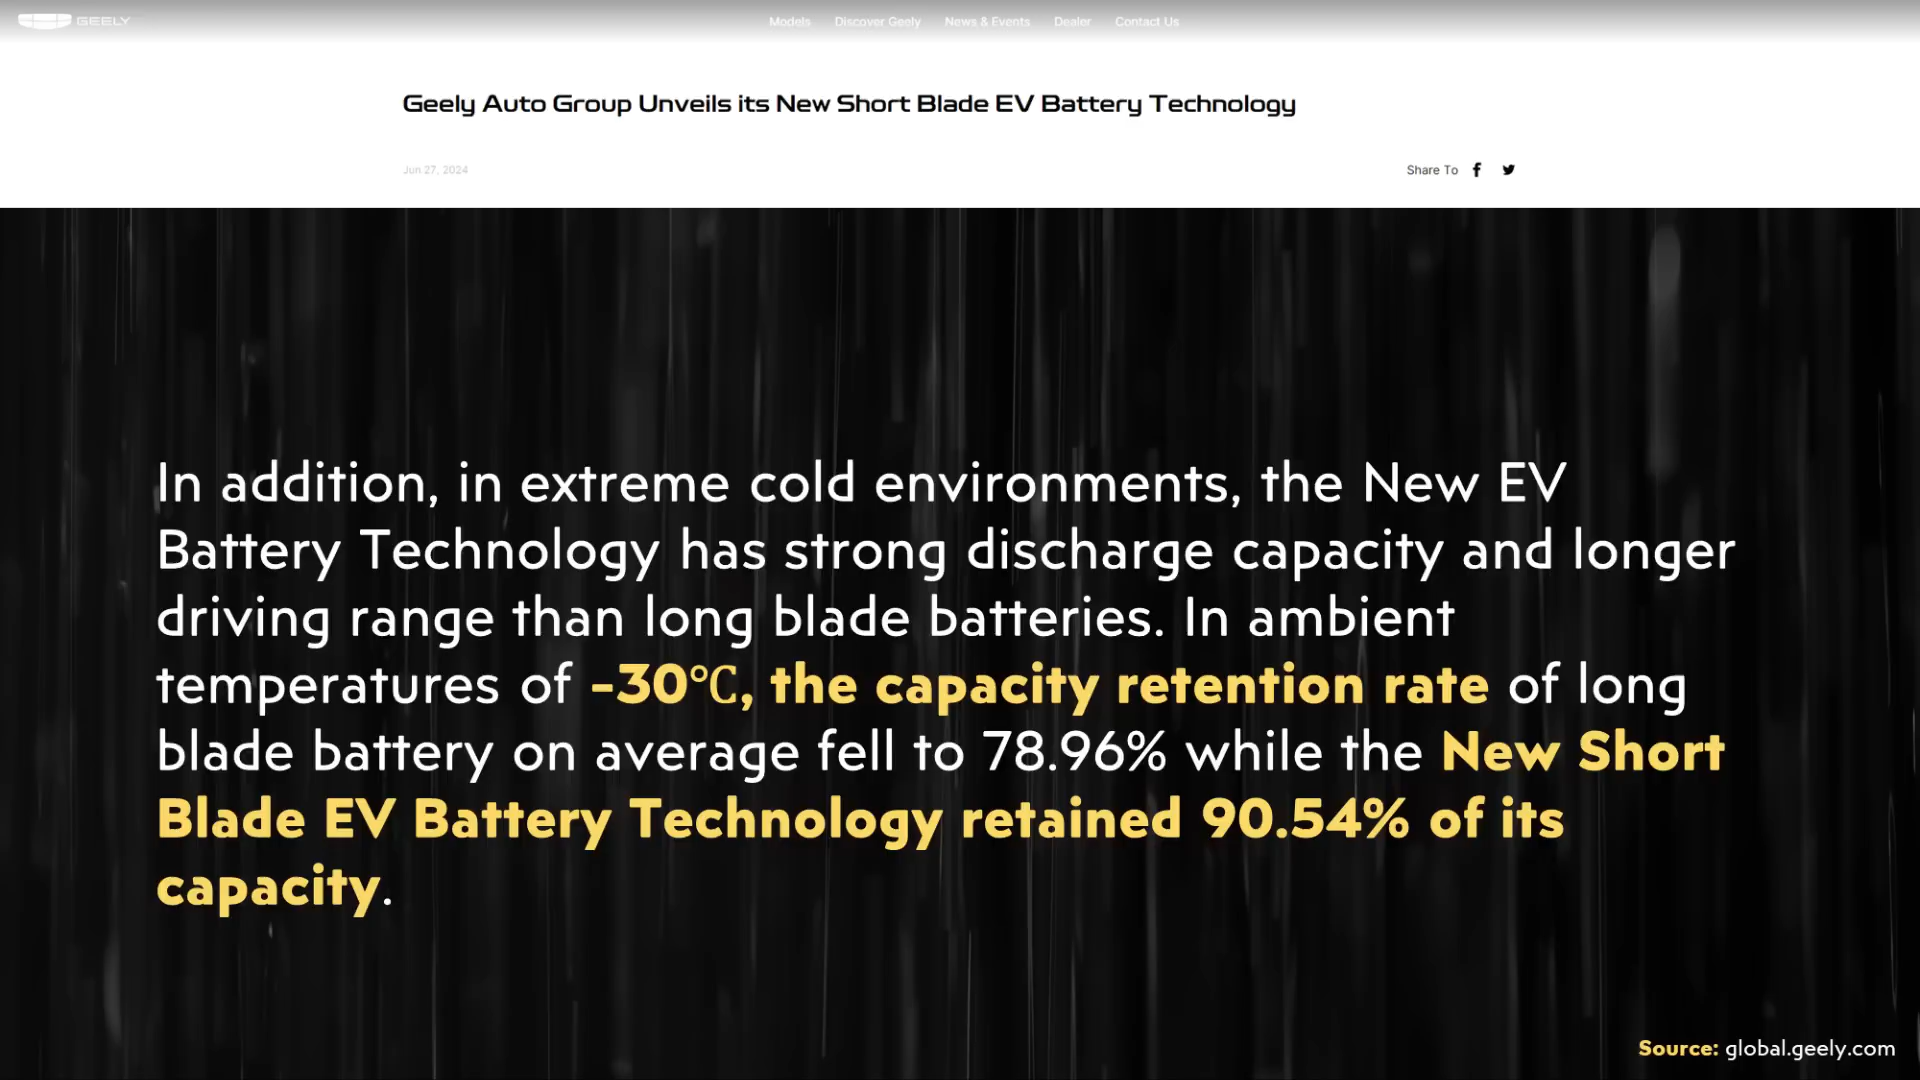 GEELY
Models Discover Geely News & Events Dealer Contact Us
Geely Auto Group Unveils its New Short Blade EV Battery Technology
Jun 27, 2024
Share To
In addition, in extreme cold environments, the New EV
Battery Technology has strong discharge capacity and longer
driving range than long blade batteries. In ambient
temperatures of -30℃, the capacity retention rate of long
blade battery on average fell to 78.96% while the New Short
Blade EV Battery Technology retained 90.54% of its
capacity.
Source: global.geely.com